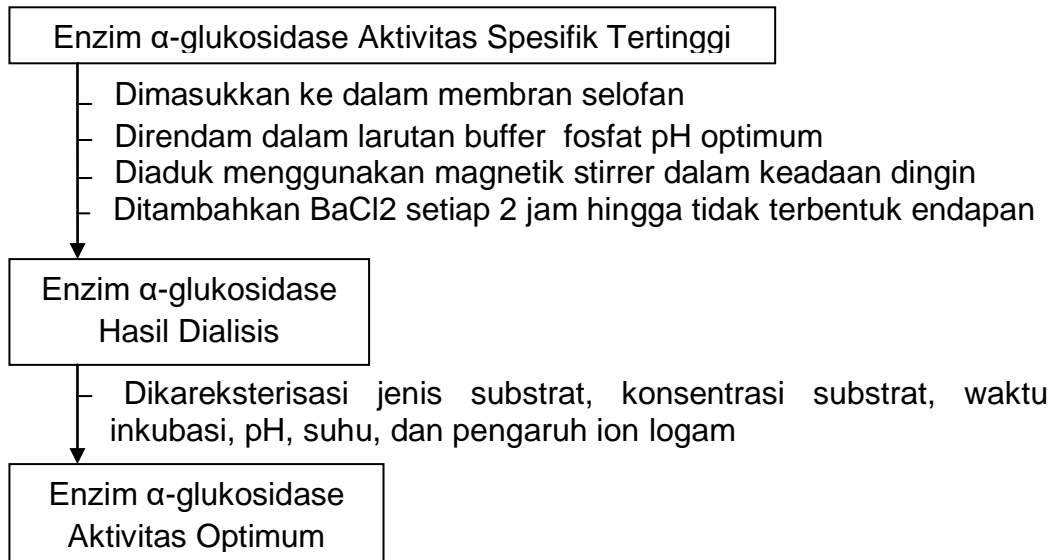 Enzim α-glukosidase Aktivitas Spesifik Tertinggi
– Dimasukkan ke dalam membran selofan
– Direndam dalam larutan buffer fosfat pH optimum
– Diaduk menggunakan magnetik stirrer dalam keadaan dingin
– Ditambahkan BaCl2 setiap 2 jam hingga tidak terbentuk endapan
Enzim α-glukosidase
Hasil Dialisis
– Dikareksterisasi jenis substrat, konsentrasi substrat, waktu
inkubasi, pH, suhu, dan pengaruh ion logam
Enzim α-glukosidase
Aktivitas Optimum